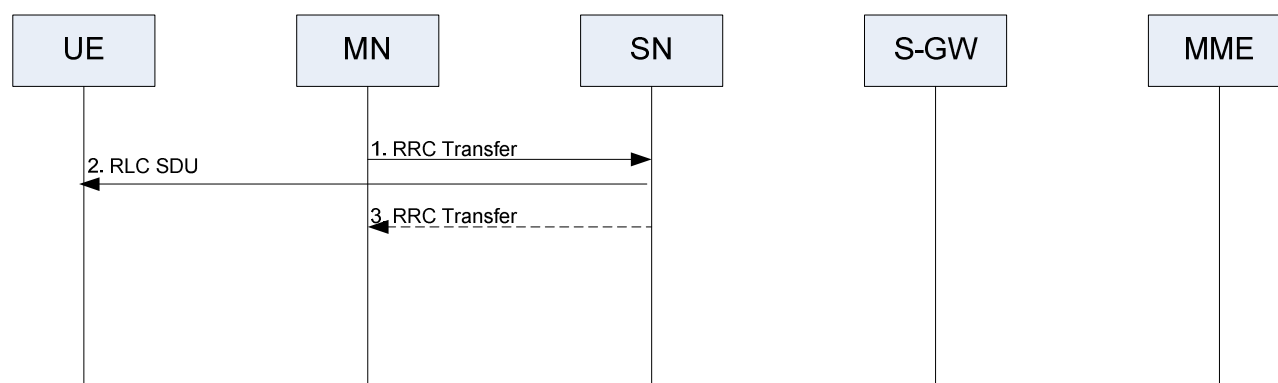 UE
MN
SN
S-GW
MME
1. RRC Transfer
2. RLC SDU
3. RRC Transfer